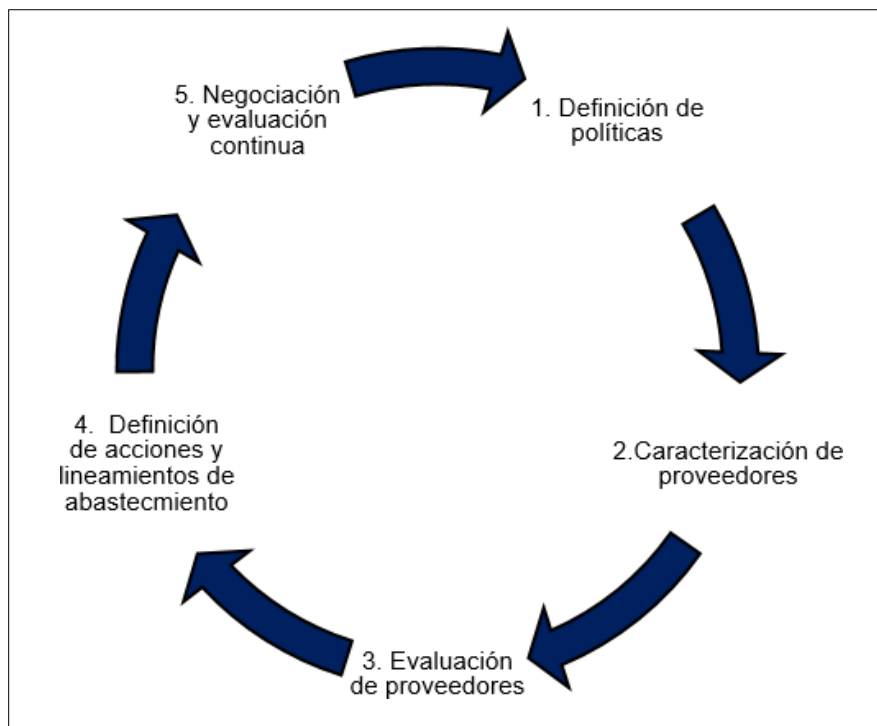 1. Definición de
políticas
2.Caracterización de
proveedores
3. Evaluación
de proveedores
4. Definición
de acciones y
lineamientos de
abastecmiento
5. Negociación
y evaluación
continua